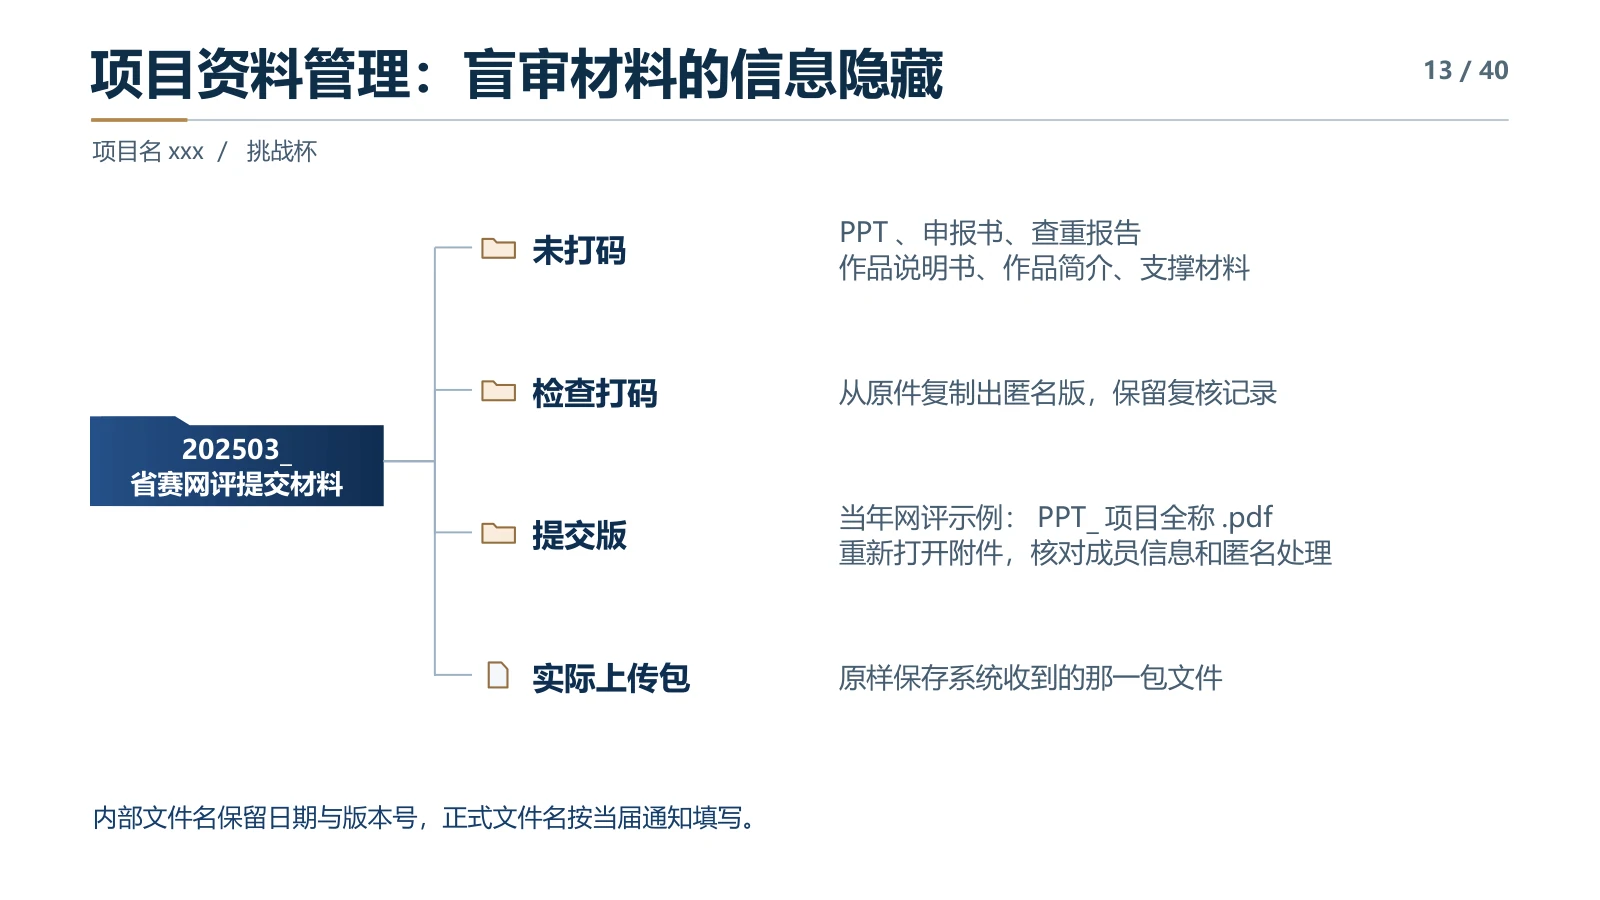 项目资料管理：盲审材料的信息隐藏
13 / 40
项目名 xxx / 挑战杯
未打码
PPT 、申报书、查重报告
作品说明书、作品简介、支撑材料
检查打码
从原件复制出匿名版，保留复核记录
202503_
省赛网评提交材料
提交版
当年网评示例： PPT_ 项目全称 .pdf
重新打开附件，核对成员信息和匿名处理
实际上传包
原样保存系统收到的那一包文件
内部文件名保留日期与版本号，正式文件名按当届通知填写。